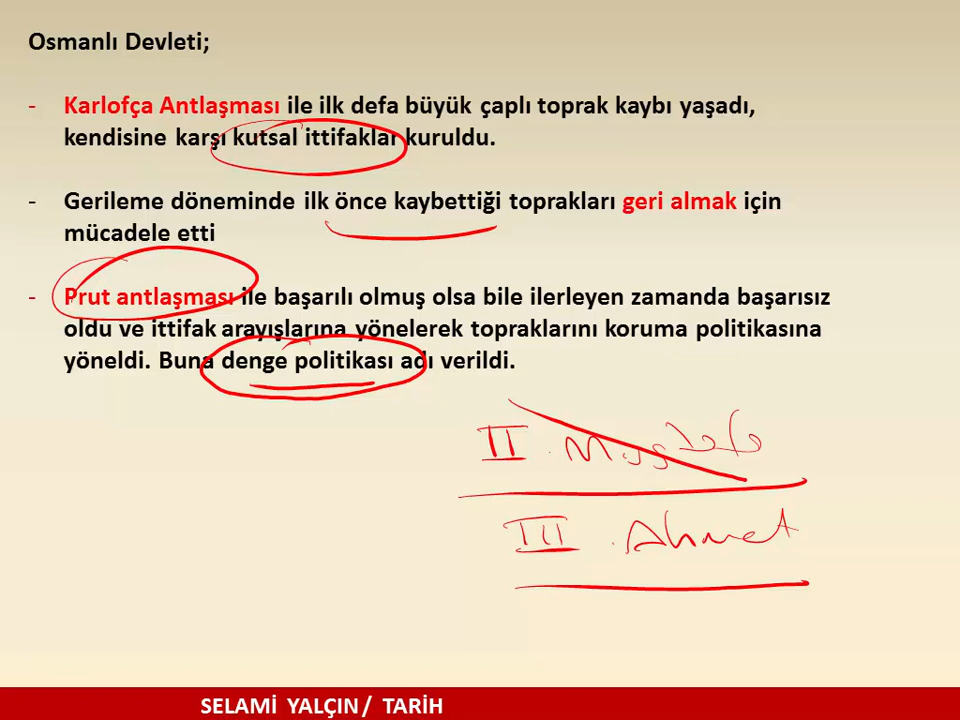 Osmanlı Devleti;
- Karlofça Antlaşması ile ilk defa büyük çaplı toprak kaybı yaşadı,
kendisine karşı kutsal ittifaklar kuruldu.
- Gerileme döneminde ilk önce kaybettiği toprakları geri almak için
mücadele etti
- Prut antlaşması ile başarılı olmuş olsa bile ilerleyen zamanda başarısız
oldu ve ittifak arayışlarına yönelerek topraklarını koruma politikasına
yöneldi. Buna denge politikası adı verildi.
II. Mustafa
III. Ahmet
SELAMİ YALÇIN / TARİH